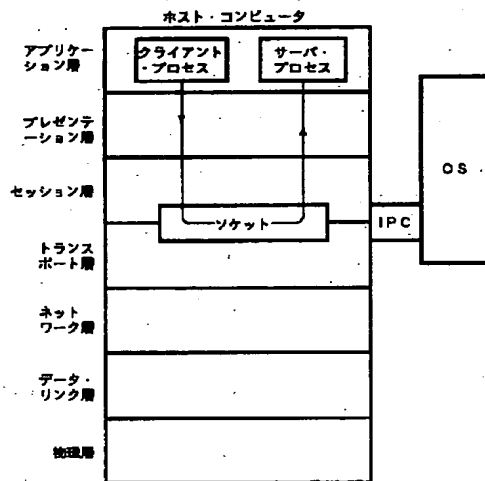 ホスト・コンピュータ
アプリケー
ション層
クライアント
・プロセス
サーバ・
プロセス
プレゼンテ
ーション層
セッション層
ソケット
IPC
OS
トランス
ポート層
ネット
ワーク層
データ・
リンク層
物理層